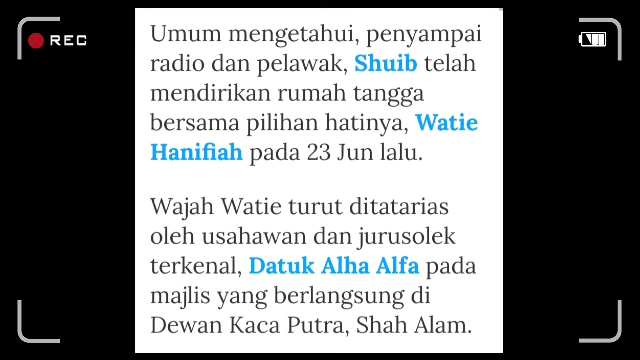 REC
Umum mengetahui, penyampai
radio dan pelawak, Shuib telah
mendirikan rumah tangga
bersama pilihan hatinya, Watie
Hanifiah pada 23 Jun lalu.
Wajah Watie turut ditatarias
oleh usahawan dan jurusolek
terkenal, Datuk Alha Alfa pada
majlis yang berlangsung di
Dewan Kaca Putra, Shah Alam.